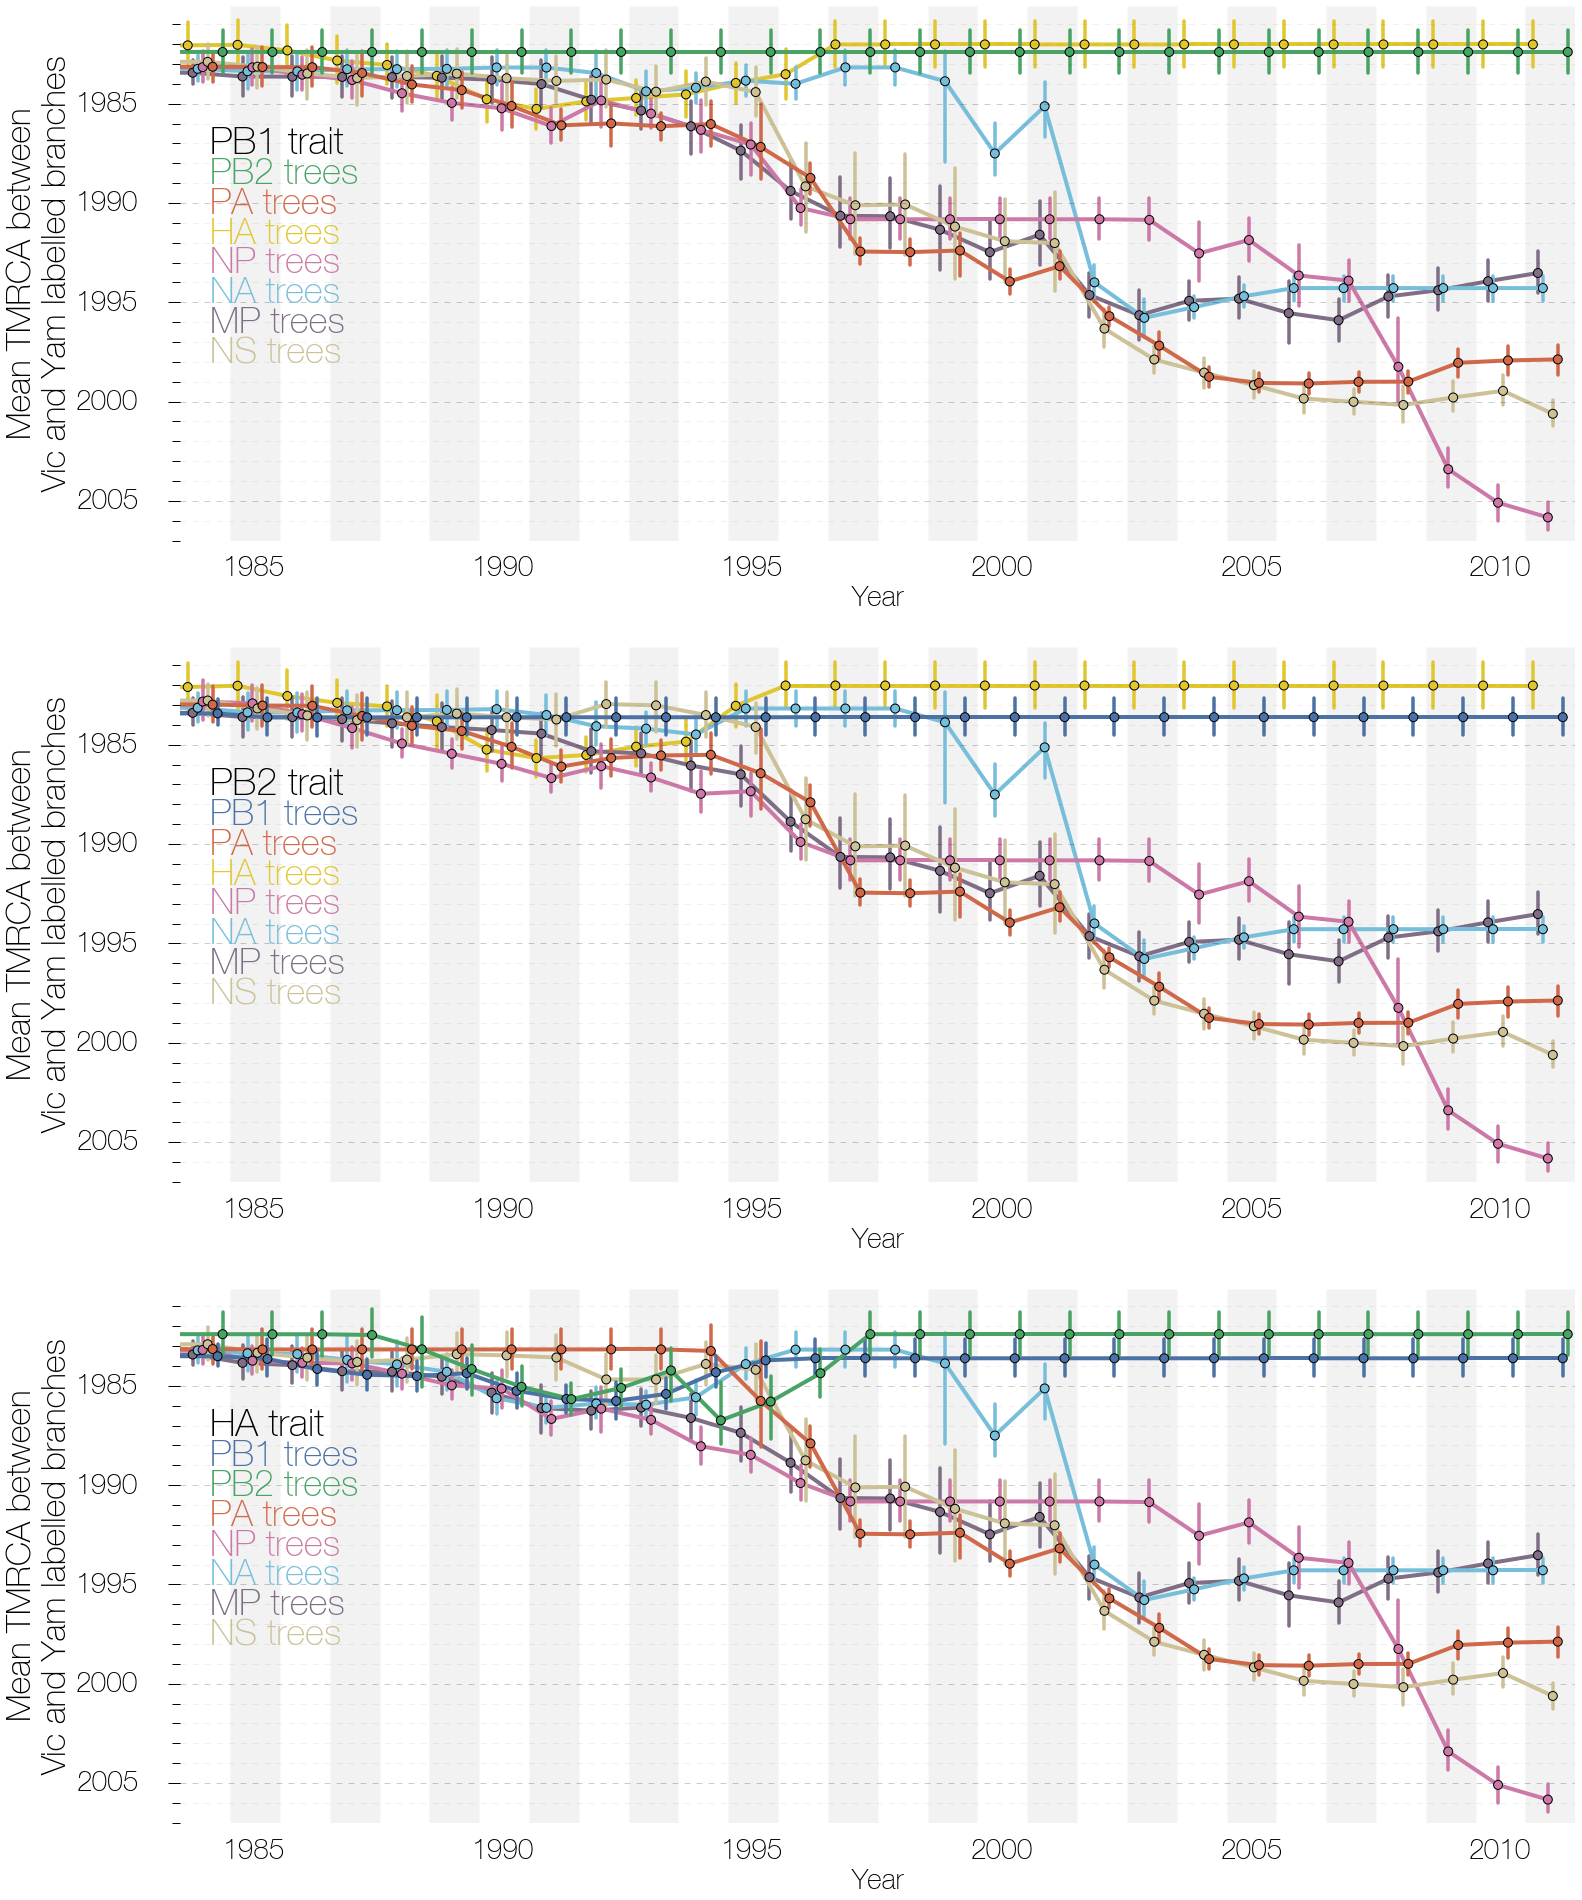 Mean TMRCA between
Vic and Yam labelled branches
1985
1990
1995
2000
2005
PB1 trait
PB2 trees
PA trees
HA trees
NP trees
NA trees
MP trees
NS trees
1985 1990 1995 2000 2005 2010
Year
Mean TMRCA between
Vic and Yam labelled branches
1985
1990
1995
2000
2005
PB2 trait
PB1 trees
PA trees
HA trees
NP trees
NA trees
MP trees
NS trees
1985 1990 1995 2000 2005 2010
Year
Mean TMRCA between
Vic and Yam labelled branches
1985
1990
1995
2000
2005
HA trait
PB1 trees
PB2 trees
PA trees
NP trees
NA trees
MP trees
NS trees
1985 1990 1995 2000 2005 2010
Year